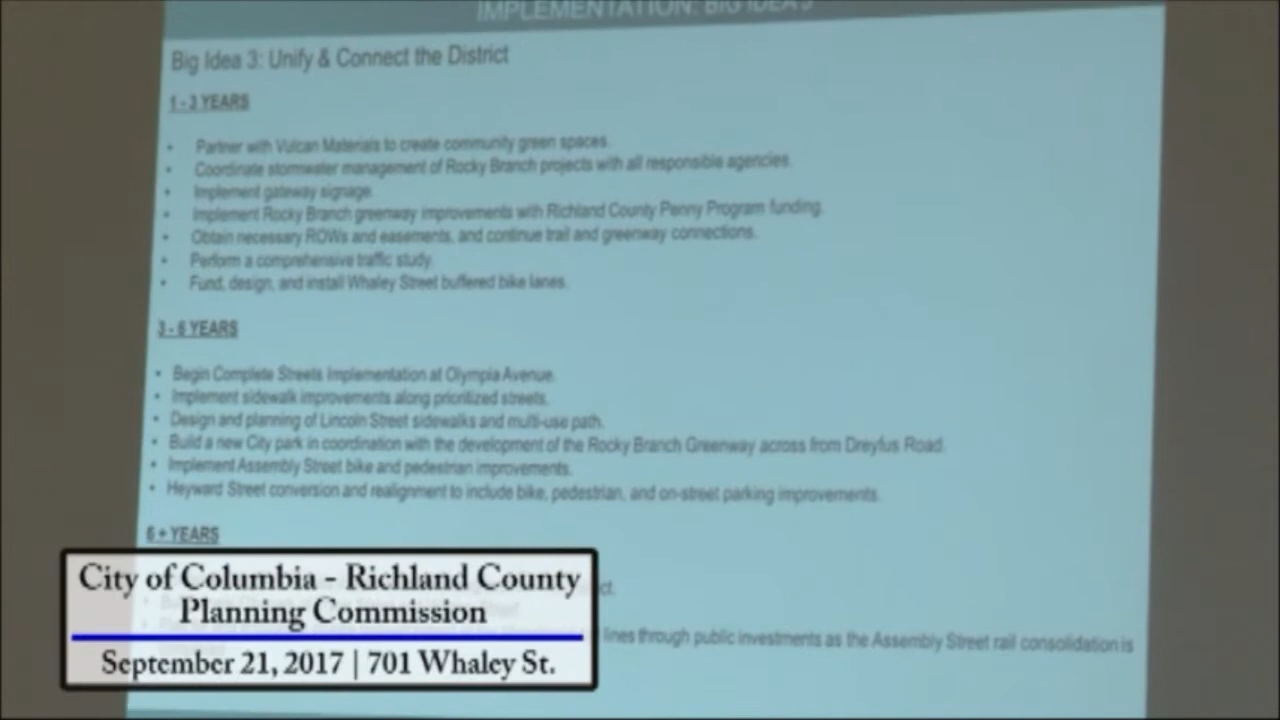 IMPLEMENTATION: BIG IDEA 3
Big Idea 3: Unify & Connect the District
1 - 3 YEARS
• Partner with Vulcan Materials to create community green spaces.
• Coordinate stormwater management of Rocky Branch projects with all responsible agencies.
• Implement gateway signage.
• Implement Rocky Branch greenway improvements with Richland County Penny Program funding.
• Obtain necessary ROWs and easements, and continue trail and greenway connections.
• Perform a comprehensive traffic study.
• Fund, design, and install Whaley Street buffered bike lanes.
3 - 6 YEARS
• Begin Complete Streets Implementation at Olympia Avenue.
• Implement sidewalk improvements along prioritized streets.
• Design and planning of Lincoln Street sidewalks and multi-use path.
• Build a new City park in coordination with the development of the Rocky Branch Greenway across from Dreyfus Road.
• Implement Assembly Street bike and pedestrian improvements.
• Heyward Street conversion and realignment to include bike, pedestrian, and on-street parking improvements.
6 + YEARS
lines through public investments as the Assembly Street rail consolidation is
City of Columbia - Richland County
Planning Commission
September 21, 2017 | 701 Whaley St.